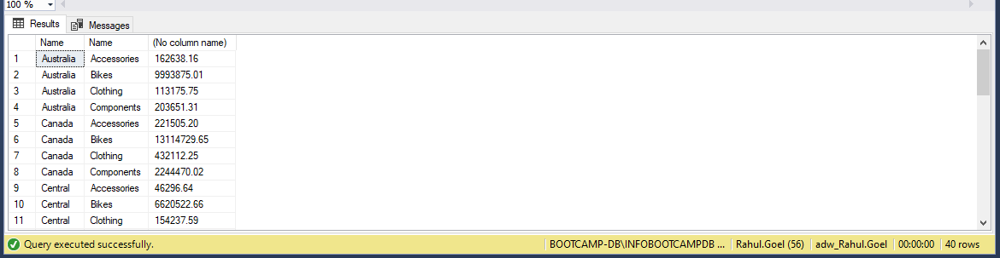 100 %
Results Messages
Name Name (No column name)
1 Australia Accessories 162638.16
2 Australia Bikes 9993875.01
3 Australia Clothing 113175.75
4 Australia Components 203651.31
5 Canada Accessories 221505.20
6 Canada Bikes 13114729.65
7 Canada Clothing 432112.25
8 Canada Components 2244470.02
9 Central Accessories 46296.64
10 Central Bikes 6620522.66
11 Central Clothing 154237.59
Query executed successfully. BOOTCAMP-DB\INFOBOOTCAMPDB ... Rahul.Goel (56) adw_Rahul.Goel 00:00:00 40 rows